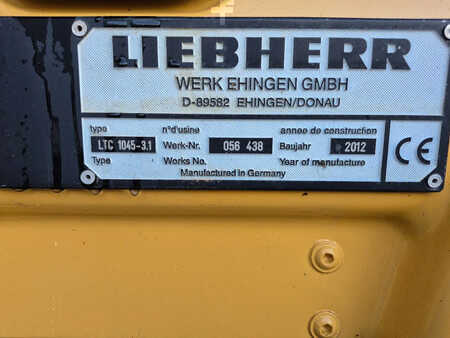 LIEBHERR
WERK EHINGEN GMBH
D-89582 EHINGEN/DONAU
type n°d'usine annee de construction
LTC 1045-3.1 Werk-Nr. 056 438 Baujahr 2012
Type Works No. Year of manufacture
Manufactured in Germany
CE